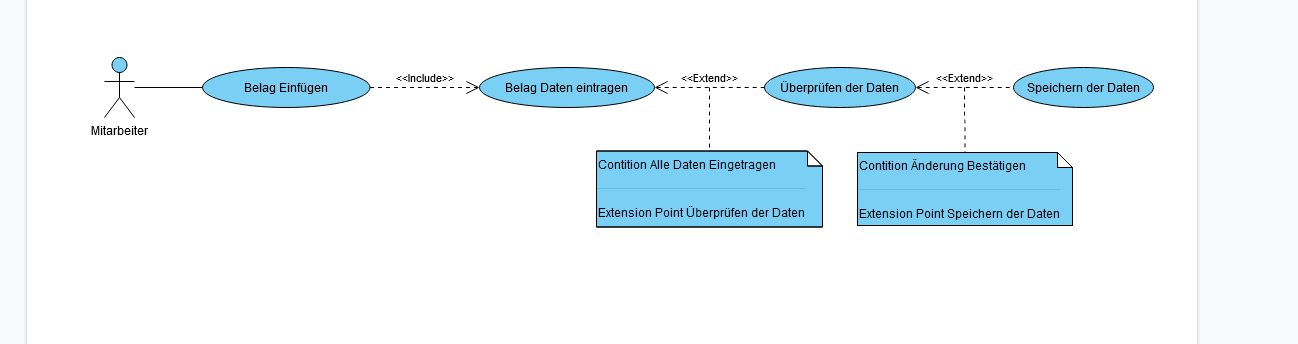 <<Include>>
<<Extend>>
<<Extend>>
Belag Einfügen
Belag Daten eintragen
Überprüfen der Daten
Speichern der Daten
Mitarbeiter
Contition Alle Daten Eingetragen
Extension Point Überprüfen der Daten
Contition Änderung Bestätigen
Extension Point Speichern der Daten